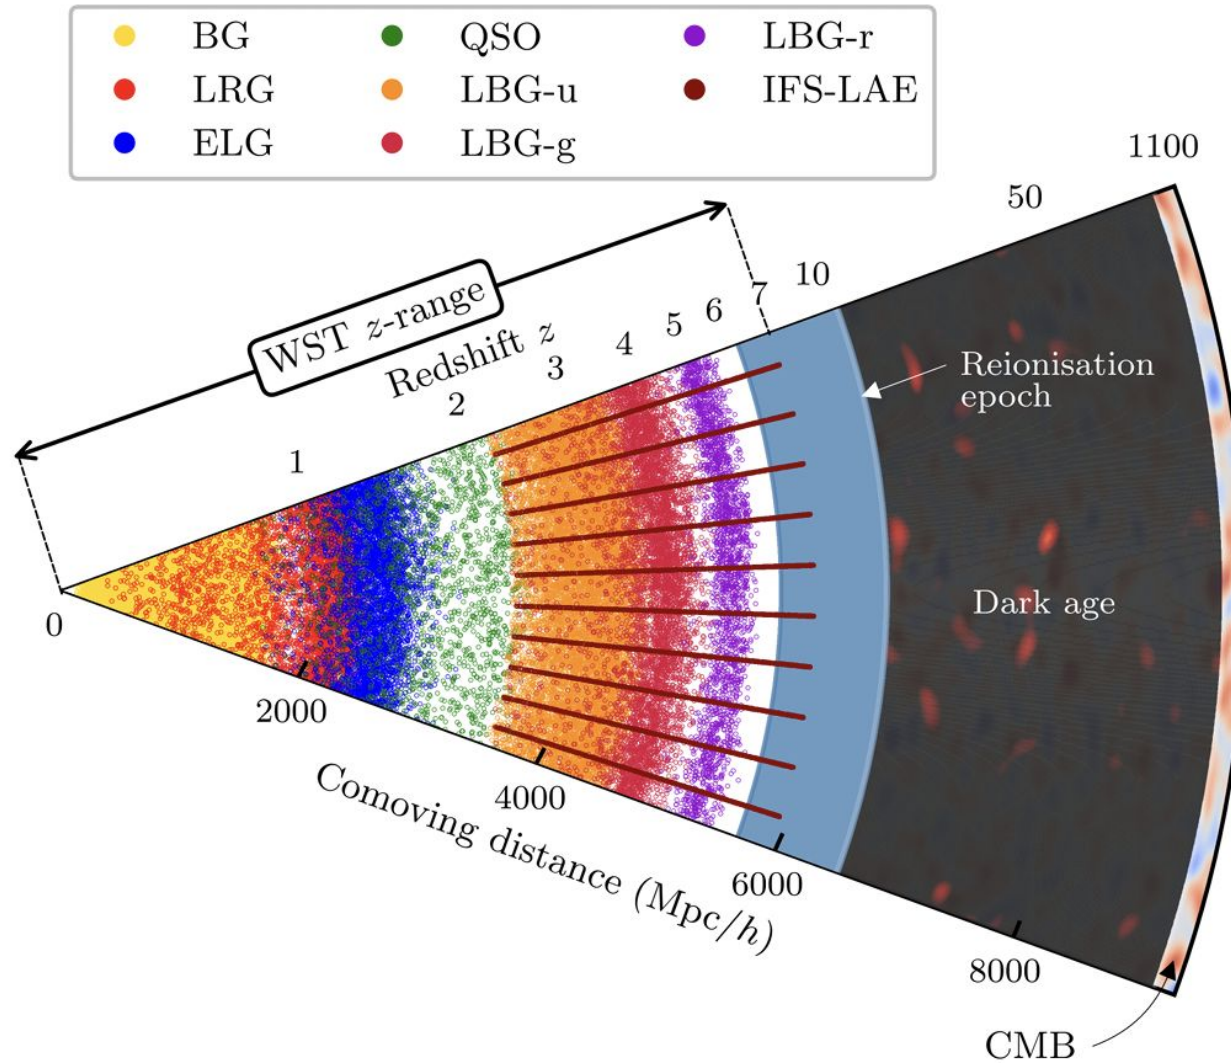 BG
LRG
ELG
QSO
LBG-u
LBG-g
LBG-r
IFS-LAE
WST z-range
Redshift z
0
1
2
3
4
5
6
7
10
50
1100
Reionisation
epoch
Dark age
2000
4000
6000
8000
Comoving distance (Mpc/h)
CMB